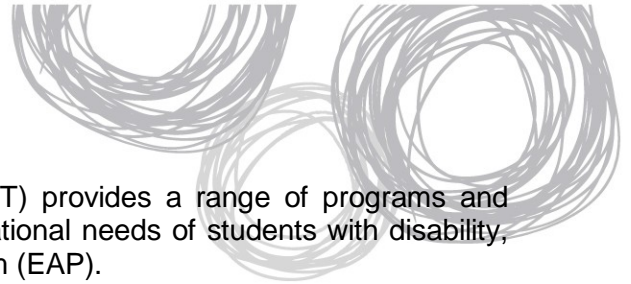 T) provides a range of programs and
ational needs of students with disability,
n (EAP).